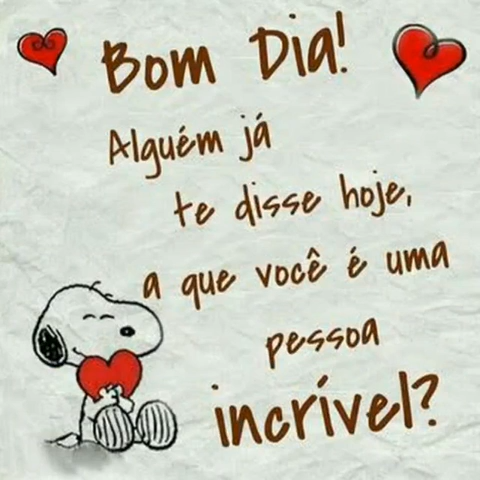 Bom Dia!
Alguém já
te disse hoje,
a que você é uma
pessoa
incrível?